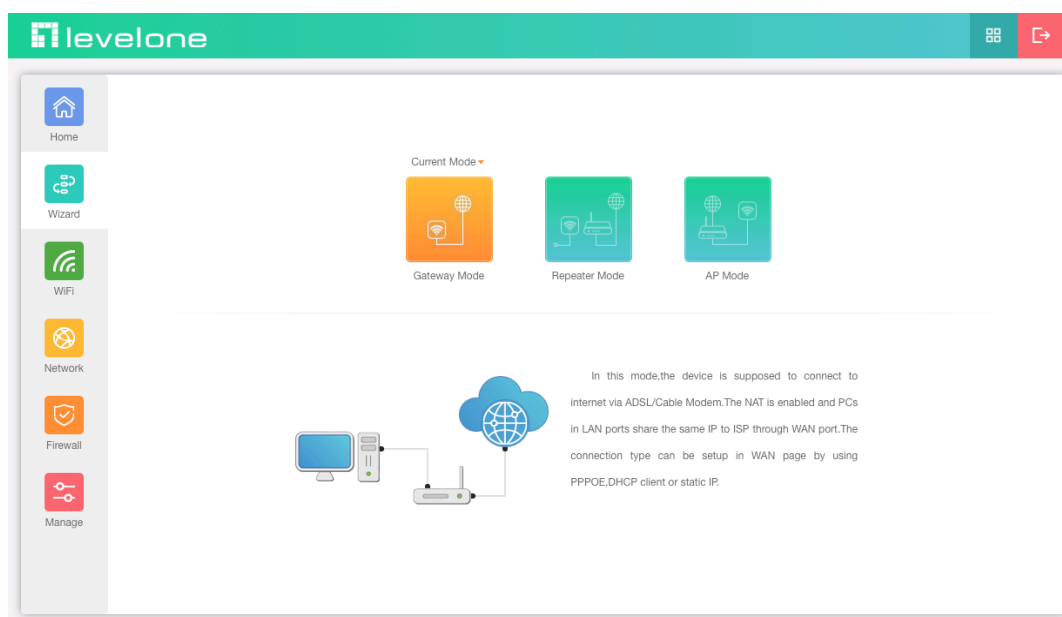 levelone
Home
Wizard
WiFi
Network
Firewall
Manage
Current Mode
Gateway Mode
Repeater Mode
AP Mode
In this mode,the device is supposed to connect to
internet via ADSL/Cable Modem.The NAT is enabled and PCs
in LAN ports share the same IP to ISP through WAN port.The
connection type can be setup in WAN page by using
PPPOE,DHCP client or static IP.